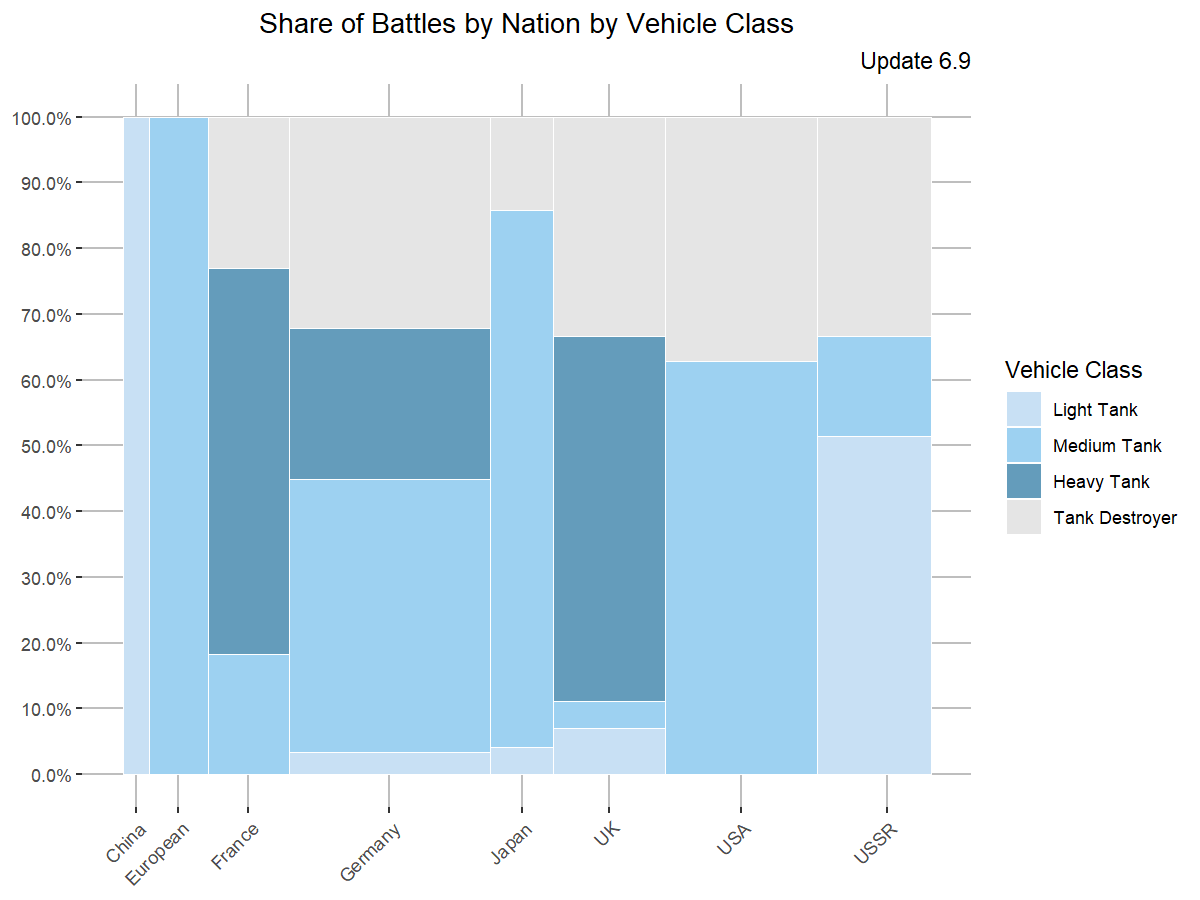 Share of Battles by Nation by Vehicle Class
Update 6.9
100.0%
90.0%
80.0%
70.0%
60.0%
50.0%
40.0%
30.0%
20.0%
10.0%
0.0%
China
European
France
Germany
Japan
UK
USA
USSR
Vehicle Class
Light Tank
Medium Tank
Heavy Tank
Tank Destroyer